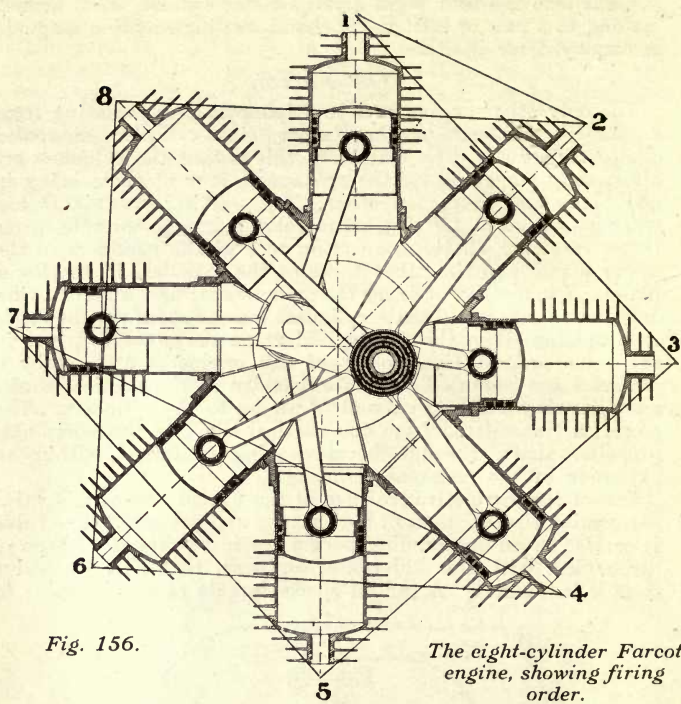 1
8
2
7
3
6
4
5
Fig. 156.
The eight-cylinder Farcot
engine, showing firing
order.